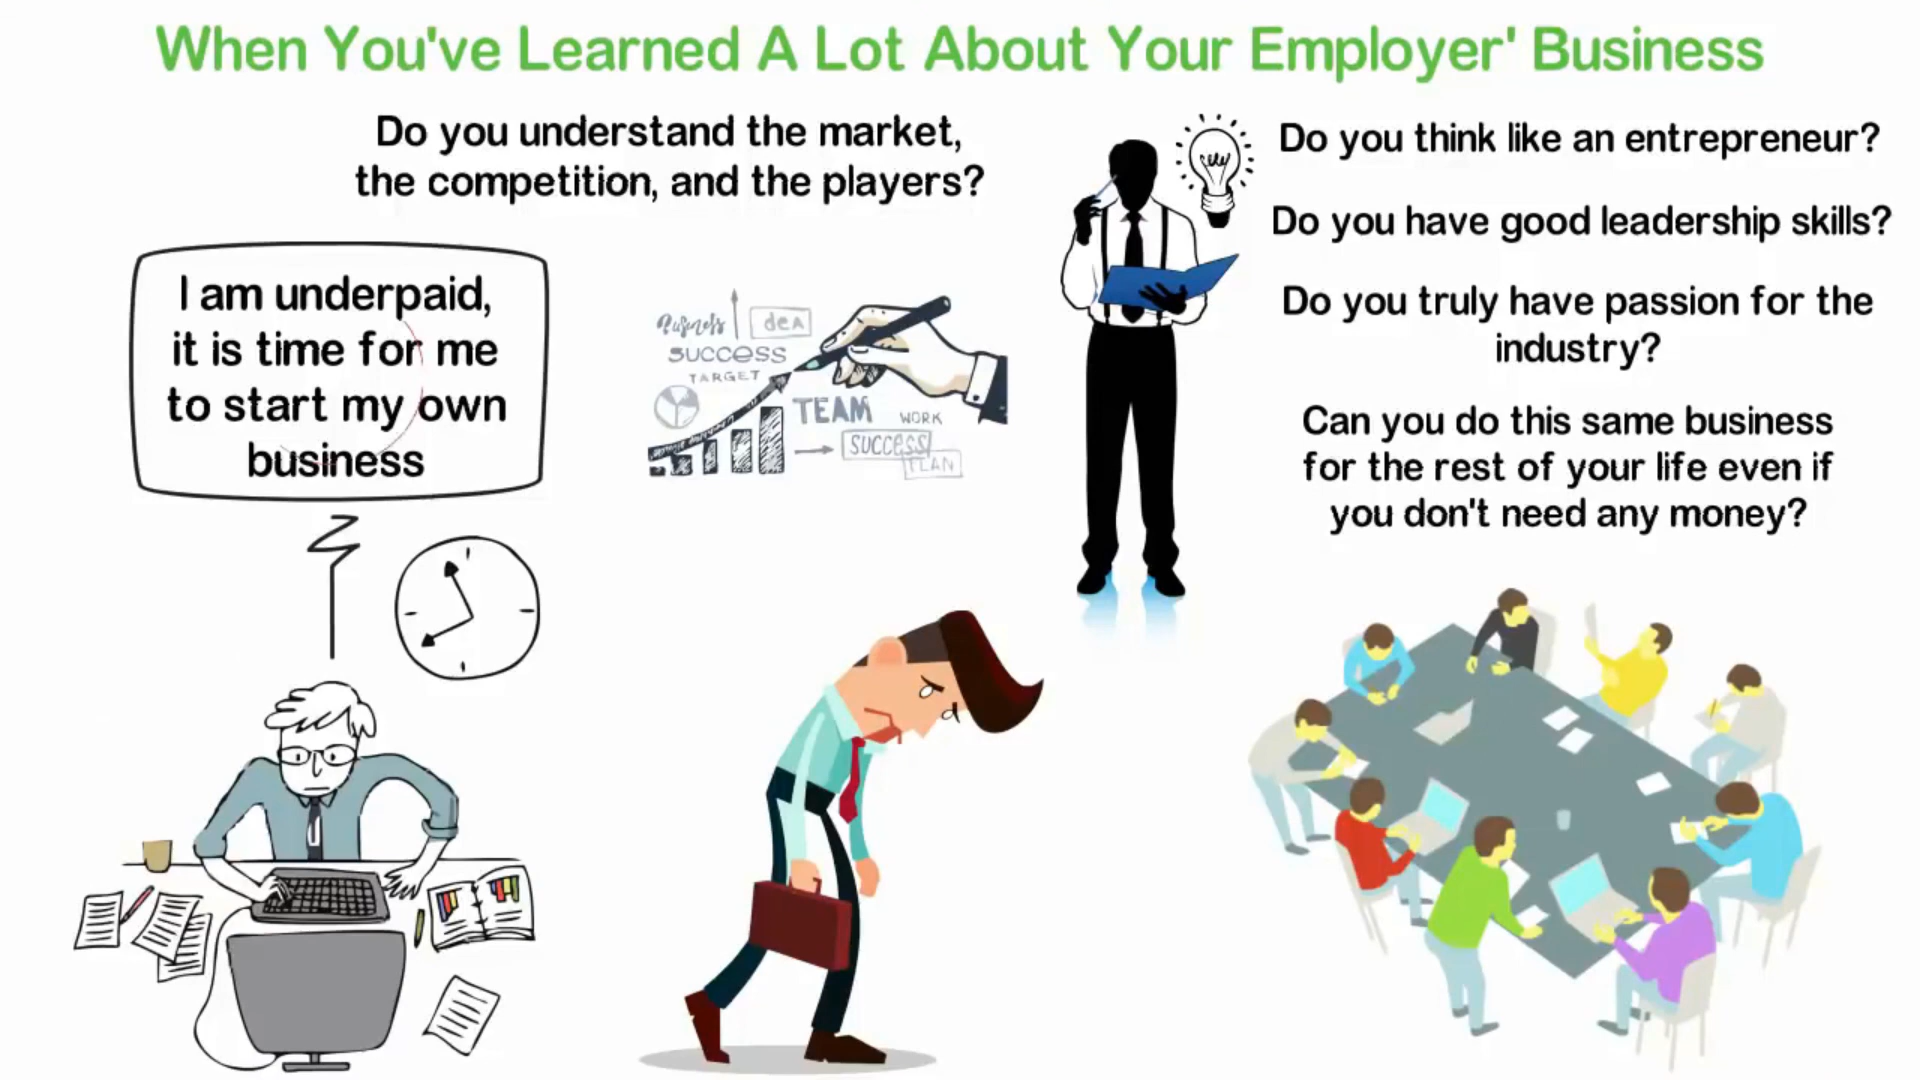 When You've Learned A Lot About Your Employer' Business
Do you understand the market,
the competition, and the players?
I am underpaid,
it is time for me
to start my own
business
Business
ideA
SUCCESS
TARGET
TEAM
WORK
SUCCESS
PLAN
Do you think like an entrepreneur?
Do you have good leadership skills?
Do you truly have passion for the
industry?
Can you do this same business
for the rest of your life even if
you don't need any money?